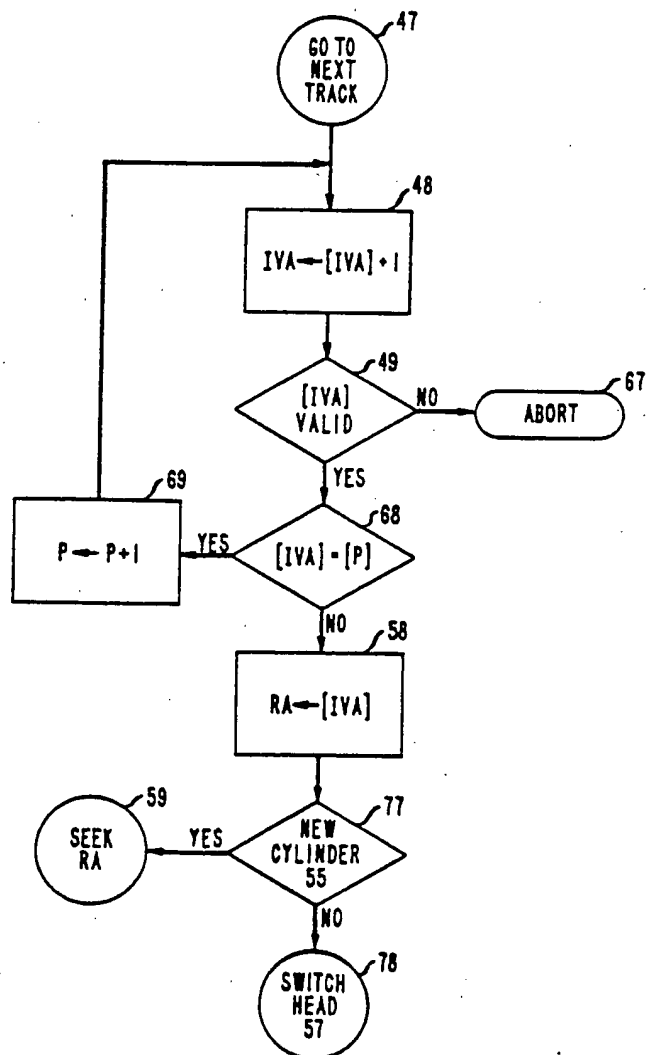 47
GO TO
NEXT
TRACK
48
IVA←[IVA]+1
49
[IVA]
VALID
NO
67
ABORT
YES
69
68
P←P+1
YES
[IVA]=[P]
NO
58
RA←[IVA]
59
77
SEEK
RA
YES
NEW
CYLINDER
55
NO
78
SWITCH
HEAD
57